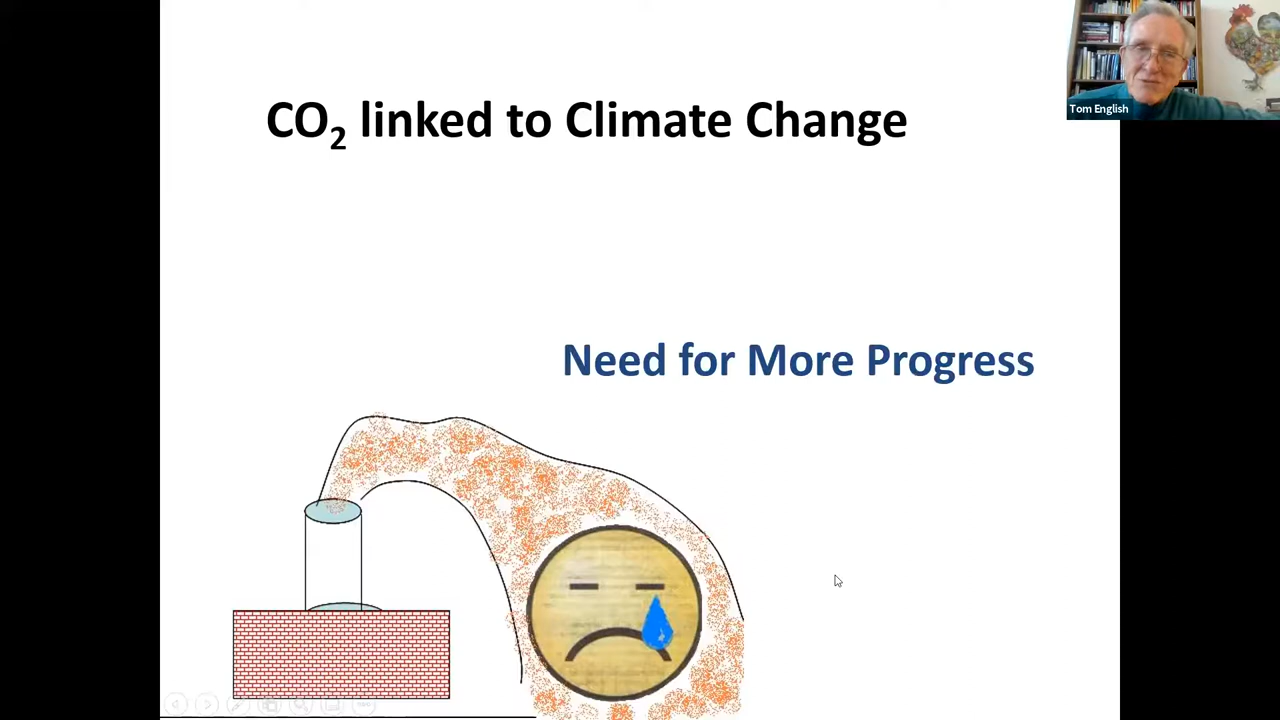 CO₂ linked to Climate Change
Tom English
Need for More Progress